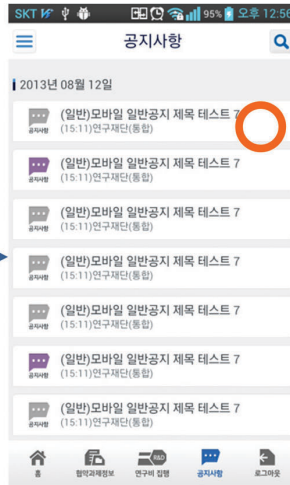 SKT 95% 오후 12:56
공지사항
2013년 08월 12일
(일반)모바일 일반공지 제목 테스트 7
(15:11)연구재단(통합)
공지사항
(일반)모바일 일반공지 제목 테스트 7
(15:11)연구재단(통합)
공지사항
(일반)모바일 일반공지 제목 테스트 7
(15:11)연구재단(통합)
공지사항
(일반)모바일 일반공지 제목 테스트 7
(15:11)연구재단(통합)
공지사항
(일반)모바일 일반공지 제목 테스트 7
(15:11)연구재단(통합)
공지사항
(일반)모바일 일반공지 제목 테스트 7
(15:11)연구재단(통합)
공지사항
(일반)모바일 일반공지 제목 테스트 7
(15:11)연구재단(통합)
공지사항
R&D
홈 협약과제정보 연구비 집행 공지사항 로그아웃